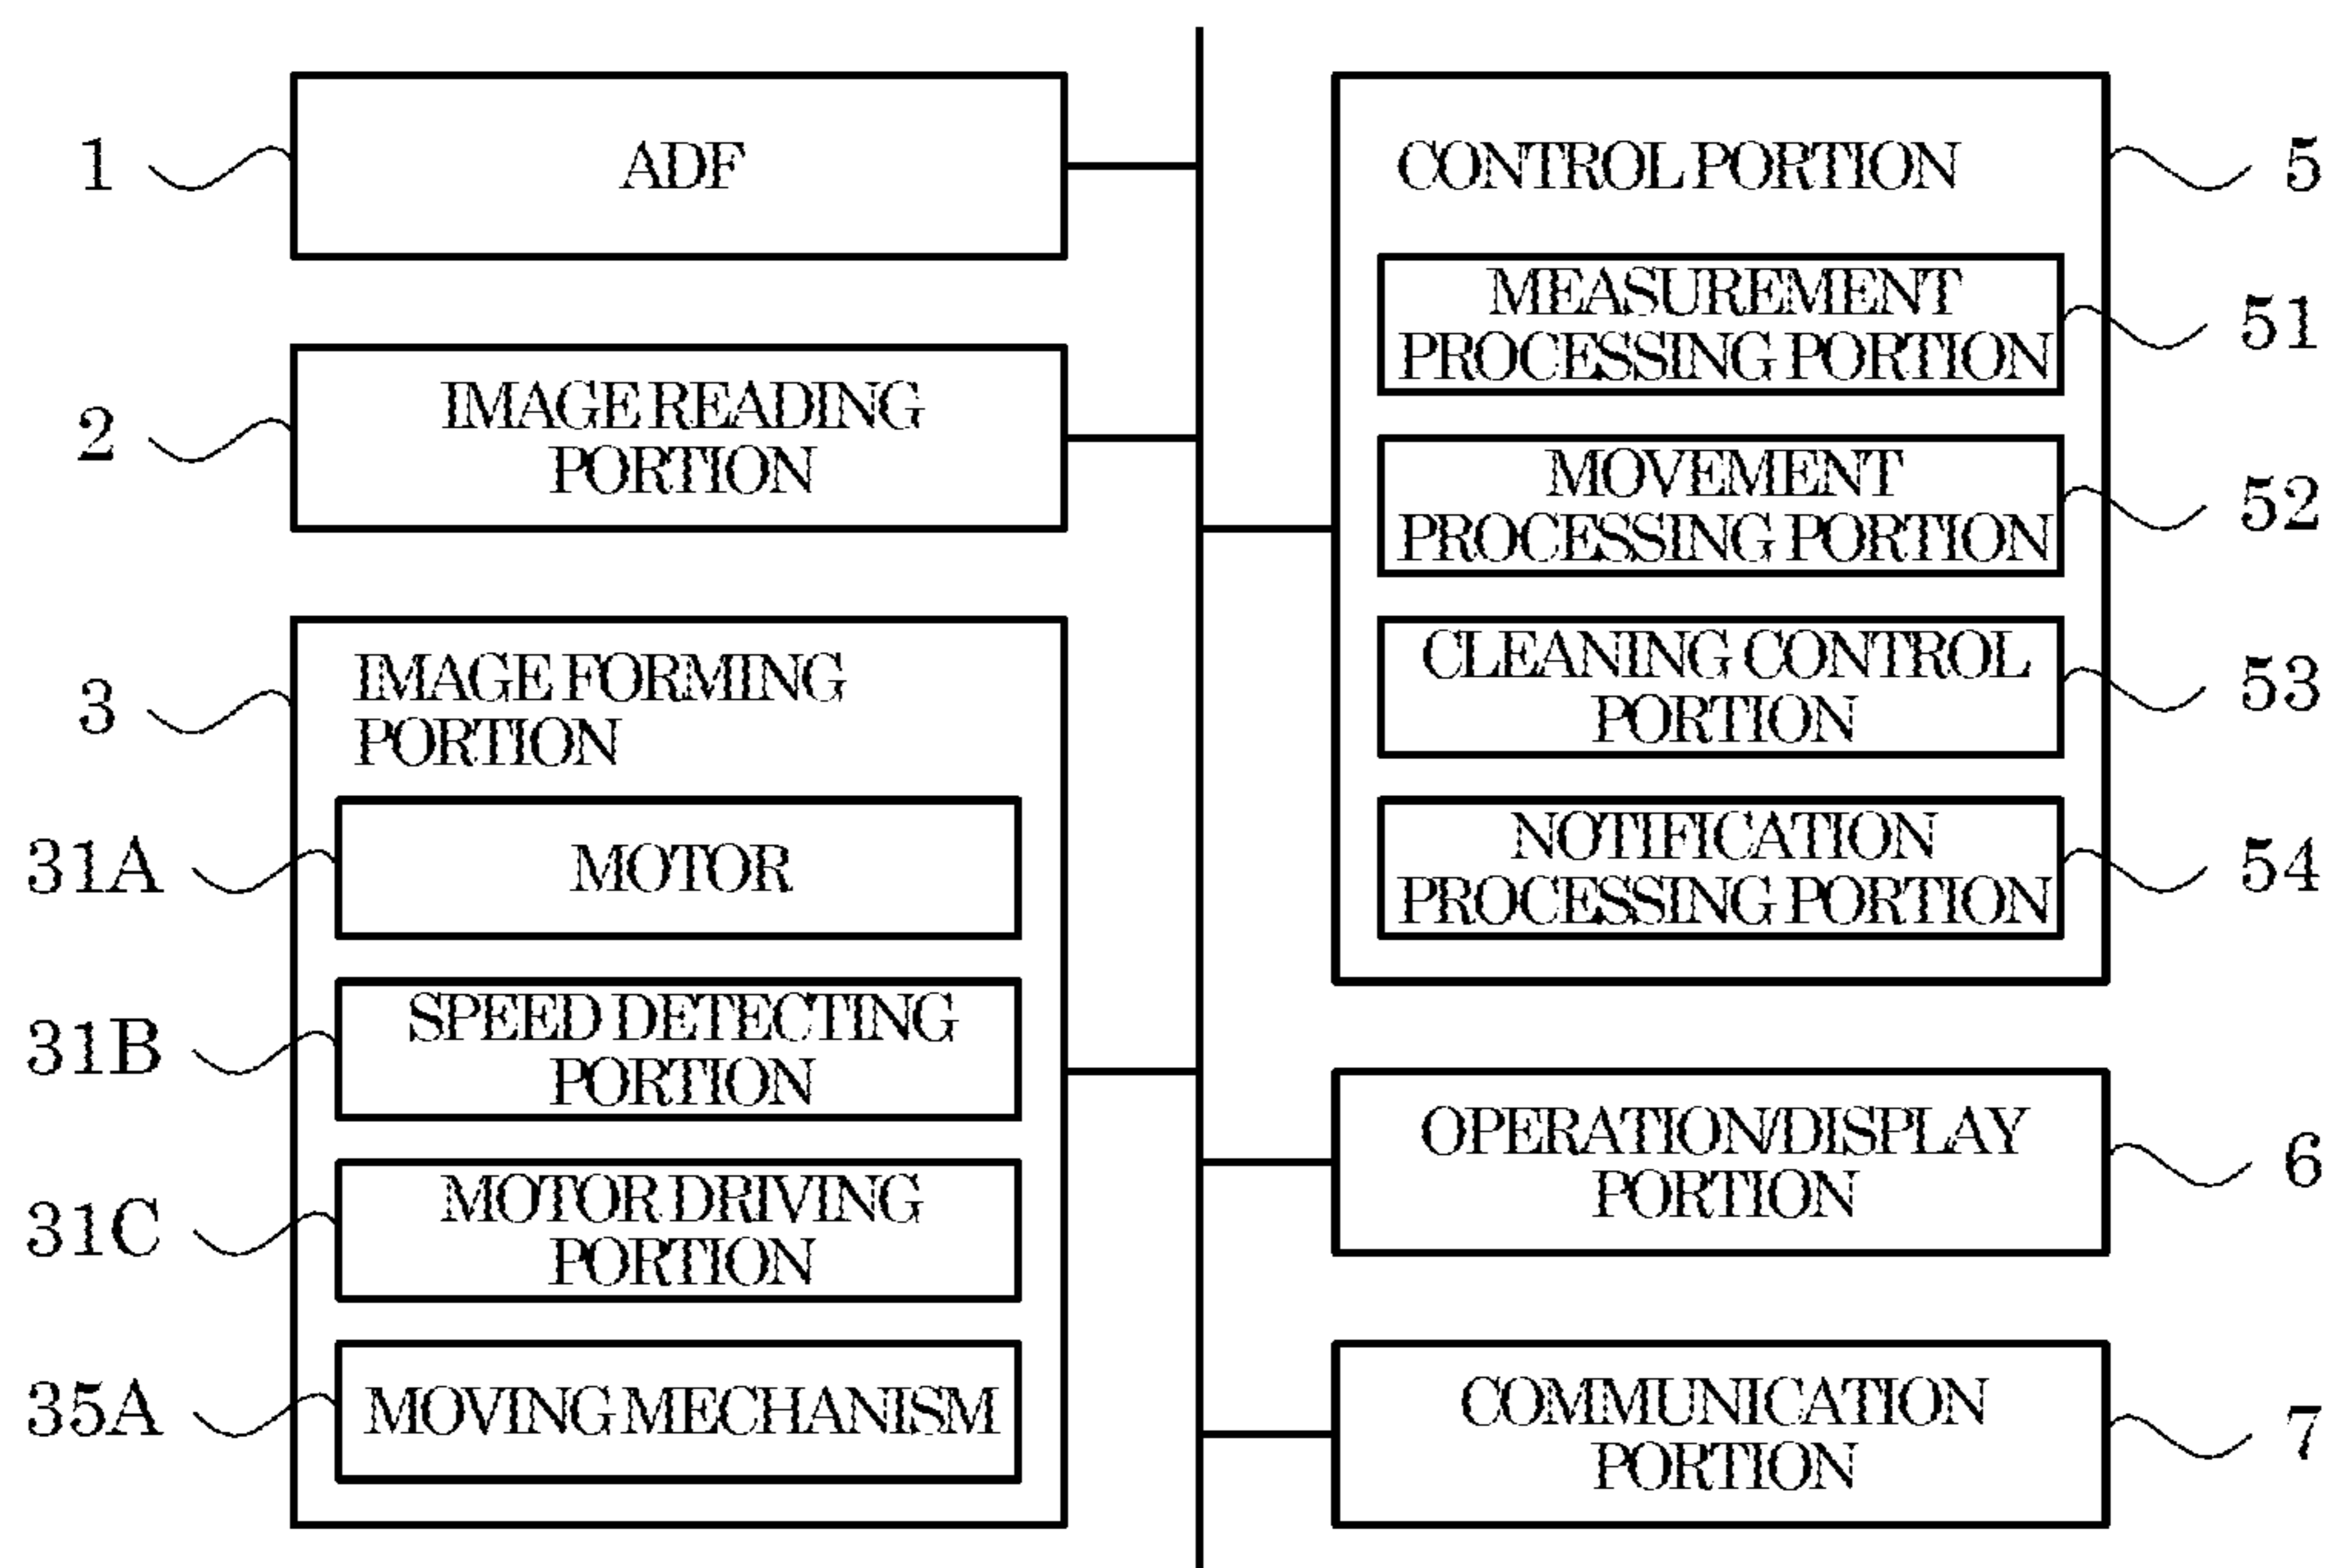 1
ADF
2
IMAGE READING
PORTION
3
IMAGE FORMING
PORTION
31A
MOTOR
31B
SPEED DETECTING
PORTION
31C
MOTOR DRIVING
PORTION
35A
MOVING MECHANISM
CONTROL PORTION
5
MEASUREMENT
PROCESSING PORTION
51
MOVEMENT
PROCESSING PORTION
52
CLEANING CONTROL
PORTION
53
NOTIFICATION
PROCESSING PORTION
54
OPERATION/DISPLAY
PORTION
6
COMMUNICATION
PORTION
7